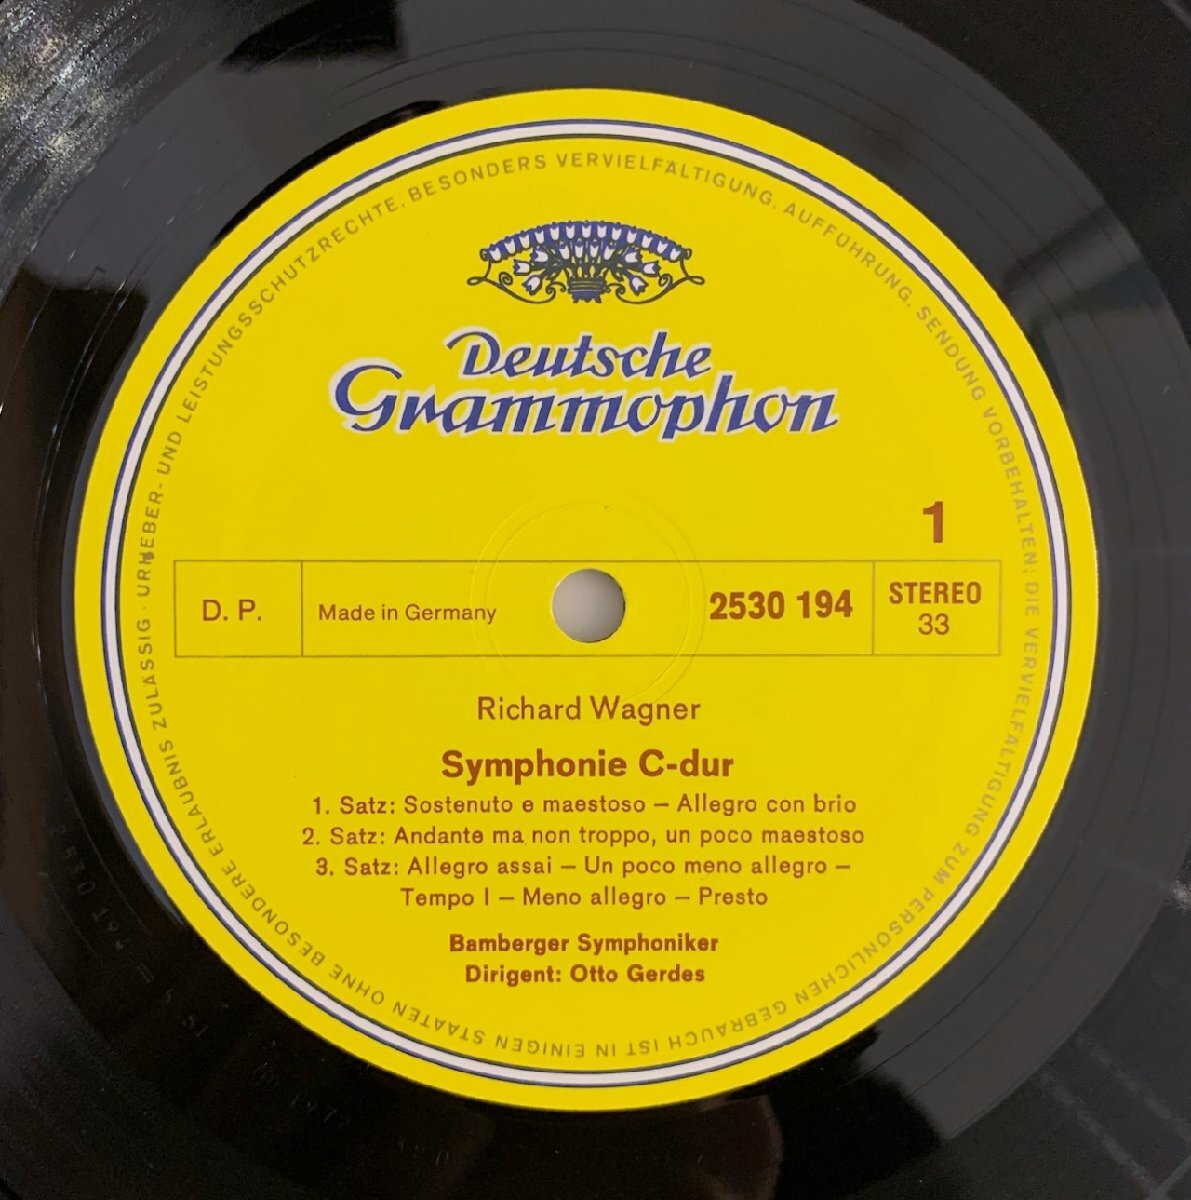 URHEBER- UND LEISTUNGSSCHUTZRECHTE, BESONDERS VERVIELFÄLTIGUNG, AUFFÜHRUNG, SENDUNG VORBEHALTEN; DIE VERVIELFÄLTIGUNG ZUM PERSÖNLICHEN GEBRAUCH IST IN EINIGEN STAATEN OHNE BESONDERE ERLAUBNIS ZULÄSSIG ·
Deutsche
Grammophon
1
D. P.
Made in Germany
2530 194
STEREO
33
Richard Wagner
Symphonie C-dur
1. Satz: Sostenuto e maestoso – Allegro con brio
2. Satz: Andante ma non troppo, un poco maestoso
3. Satz: Allegro assai – Un poco meno allegro –
Tempo I – Meno allegro – Presto
Bamberger Symphoniker
Dirigent: Otto Gerdes